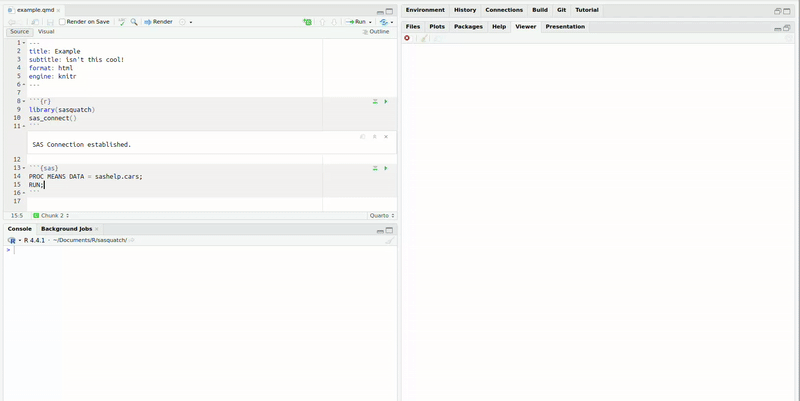 example.qmd
Render on Save
Render
Run
Source Visual
Outline
1 ---
2 title: Example
3 subtitle: isn't this cool!
4 format: html
5 engine: knitr
6 ---
7
8 ```{r}
9 library(sasquatch)
10 sas_connect()
11 ```
SAS Connection established.
12
13 ```{sas}
14 PROC MEANS DATA = sashelp.cars;
15 RUN;
16 ```
17
15:5 Chunk 2 Quarto
Console Background Jobs
R 4.4.1 · ~/Documents/R/sasquatch/
>
Environment History Connections Build Git Tutorial
Files Plots Packages Help Viewer Presentation